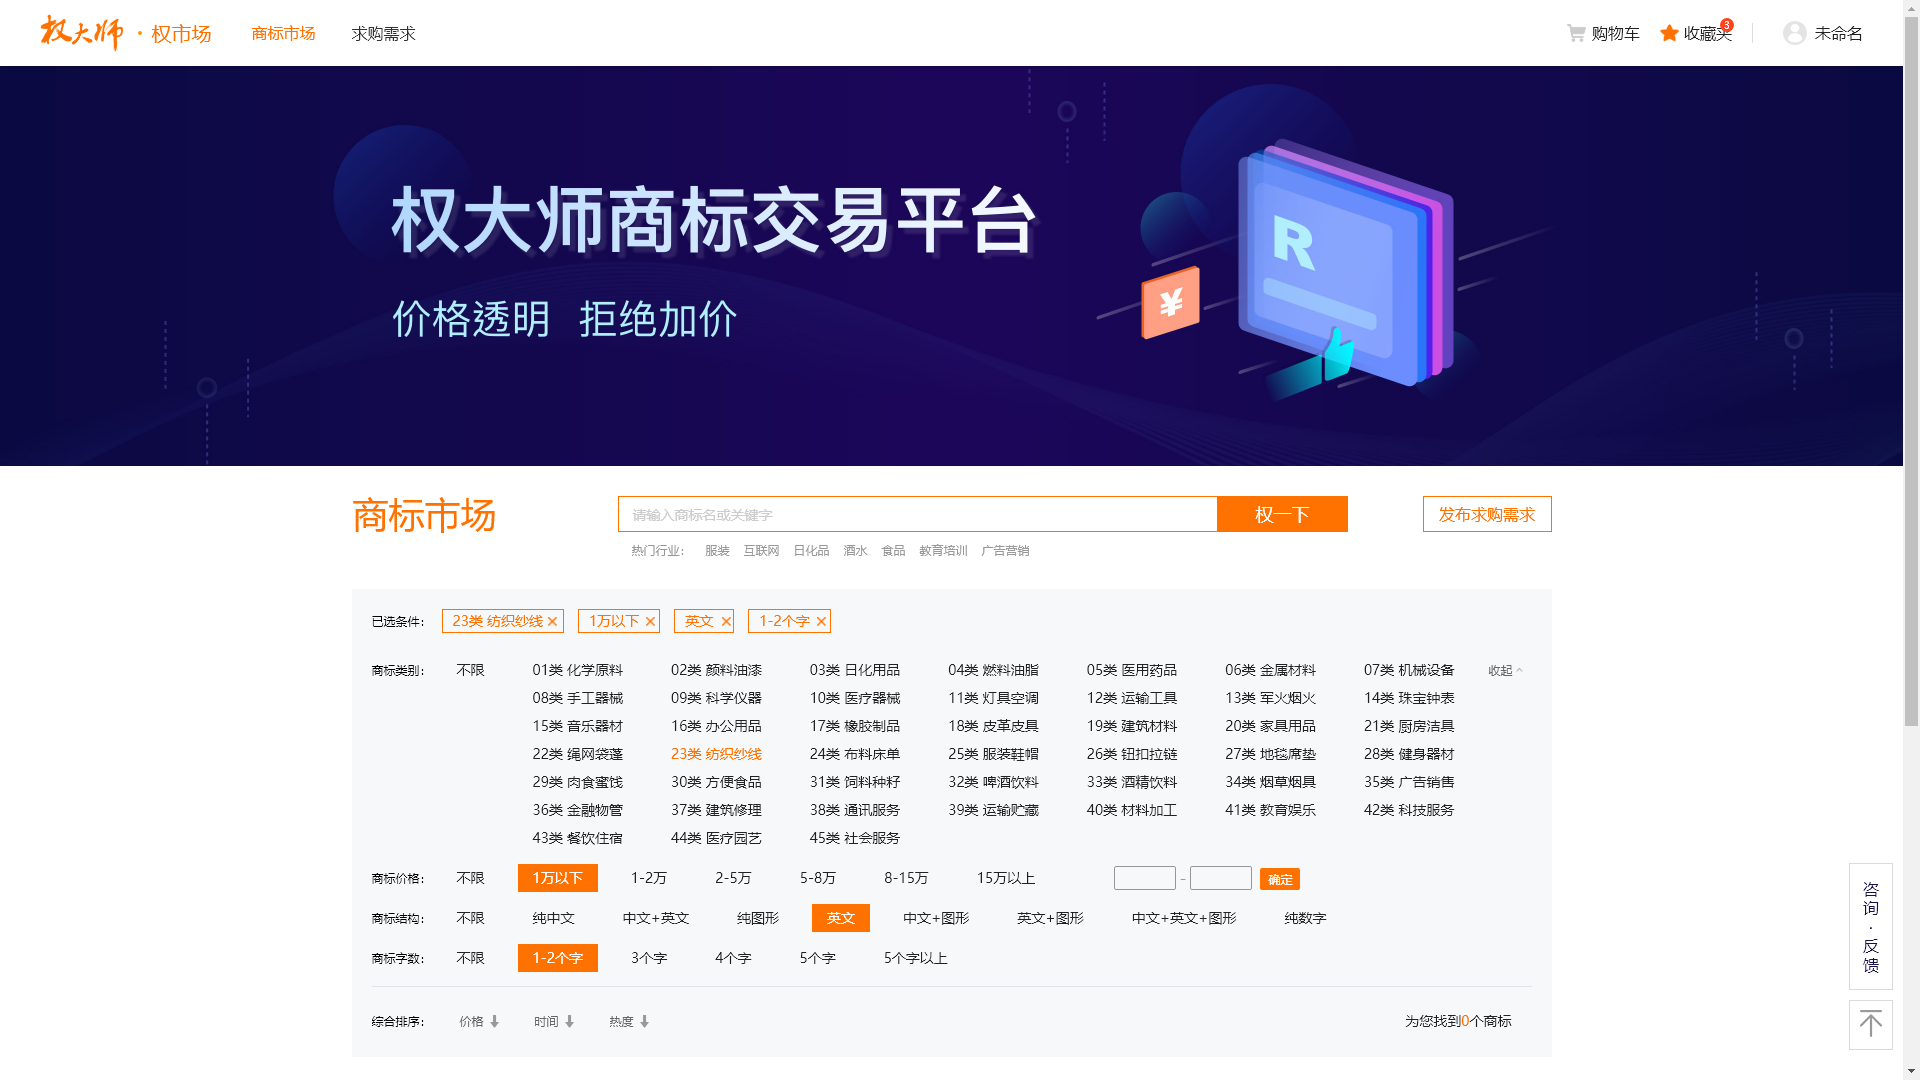 权大师·权市场 商标市场 求购需求 购物车 收藏夹 3 未命名
权大师商标交易平台
价格透明 拒绝加价
R
¥
商标市场 请输入商标名或关键字 权一下 发布求购需求
热门行业: 服装 互联网 日化品 酒水 食品 教育培训 广告营销
已选条件: 23类 纺织纱线 1万以下 英文 1-2个字
商标类别: 不限 01类 化学原料 02类 颜料油漆 03类 日化用品 04类 燃料油脂 05类 医用药品 06类 金属材料 07类 机械设备 收起
08类 手工器械 09类 科学仪器 10类 医疗器械 11类 灯具空调 12类 运输工具 13类 军火烟火 14类 珠宝钟表
15类 音乐器材 16类 办公用品 17类 橡胶制品 18类 皮革皮具 19类 建筑材料 20类 家具用品 21类 厨房洁具
22类 绳网袋蓬 23类 纺织纱线 24类 布料床单 25类 服装鞋帽 26类 钮扣拉链 27类 地毯席垫 28类 健身器材
29类 肉食蜜饯 30类 方便食品 31类 饲料种籽 32类 啤酒饮料 33类 酒精饮料 34类 烟草烟具 35类 广告销售
36类 金融物管 37类 建筑修理 38类 通讯服务 39类 运输贮藏 40类 材料加工 41类 教育娱乐 42类 科技服务
43类 餐饮住宿 44类 医疗园艺 45类 社会服务
商标价格: 不限 1万以下 1-2万 2-5万 5-8万 8-15万 15万以上 - 确定
商标结构: 不限 纯中文 中文+英文 纯图形 英文 中文+图形 英文+图形 中文+英文+图形 纯数字
商标字数: 不限 1-2个字 3个字 4个字 5个字 5个字以上
综合排序: 价格 时间 热度 为您找到0个商标
咨询·反馈